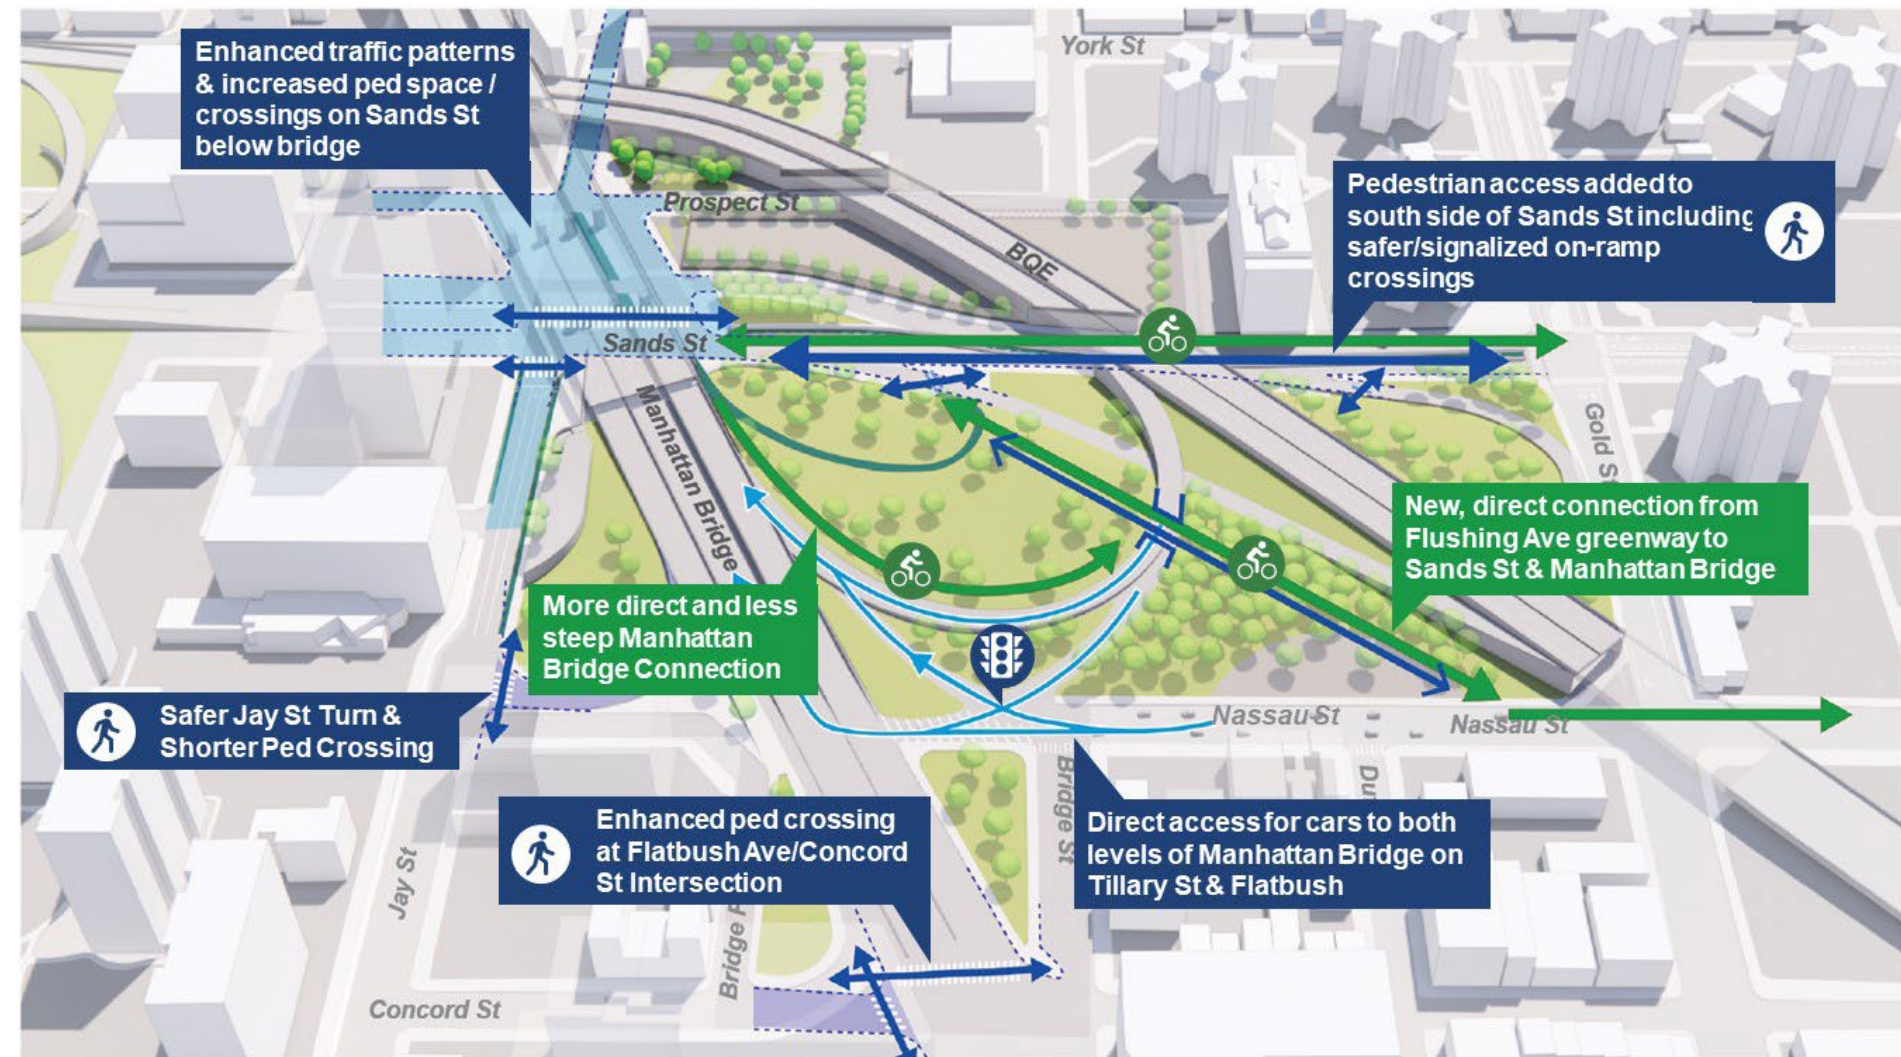 York St
Enhanced traffic patterns
& increased ped space /
crossings on Sands St
below bridge
Pedestrian access added to
south side of Sands St including
safer/signalized on-ramp
crossings
Prospect St
BQE
Sands St
Manhattan Bridge
Gold St
New, direct connection from
Flushing Ave greenway to
Sands St & Manhattan Bridge
More direct and less
steep Manhattan
Bridge Connection
Safer Jay St Turn &
Shorter Ped Crossing
Nassau St
Nassau St
Bridge St
Enhanced ped crossing
at Flatbush Ave/Concord
St Intersection
Direct access for cars to both
levels of Manhattan Bridge on
Tillary St & Flatbush
Jay St
Bridge
Concord St